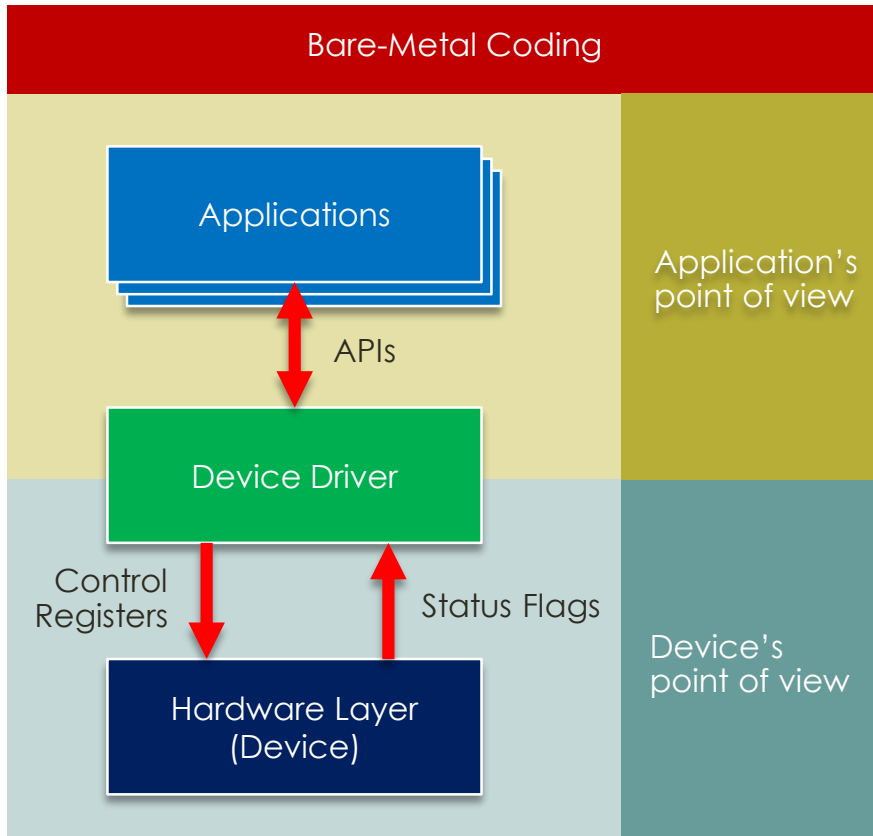 Bare-Metal Coding
Applications
Application’s
point of view
APIs
Device Driver
Control
Registers
Status Flags
Device’s
point of view
Hardware Layer
(Device)